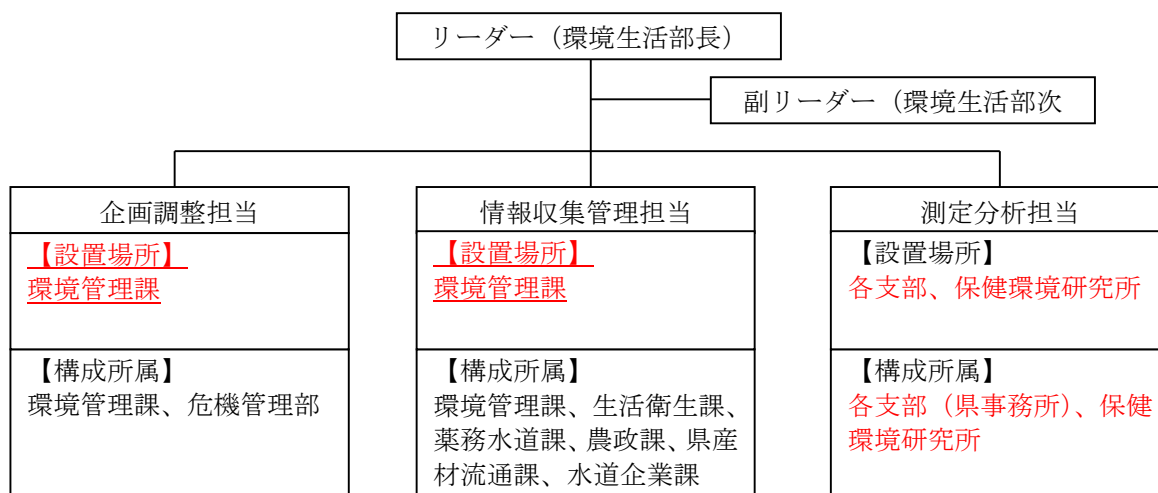 リーダー（環境生活部長）
副リーダー（環境生活部次
企画調整担当
【設置場所】
環境管理課
【構成所属】
環境管理課、危機管理部
情報収集管理担当
【設置場所】
環境管理課
【構成所属】
環境管理課、生活衛生課、
薬務水道課、農政課、県産
材流通課、水道企業課
測定分析担当
【設置場所】
各支部、保健環境研究所
【構成所属】
各支部（県事務所）、保健
環境研究所